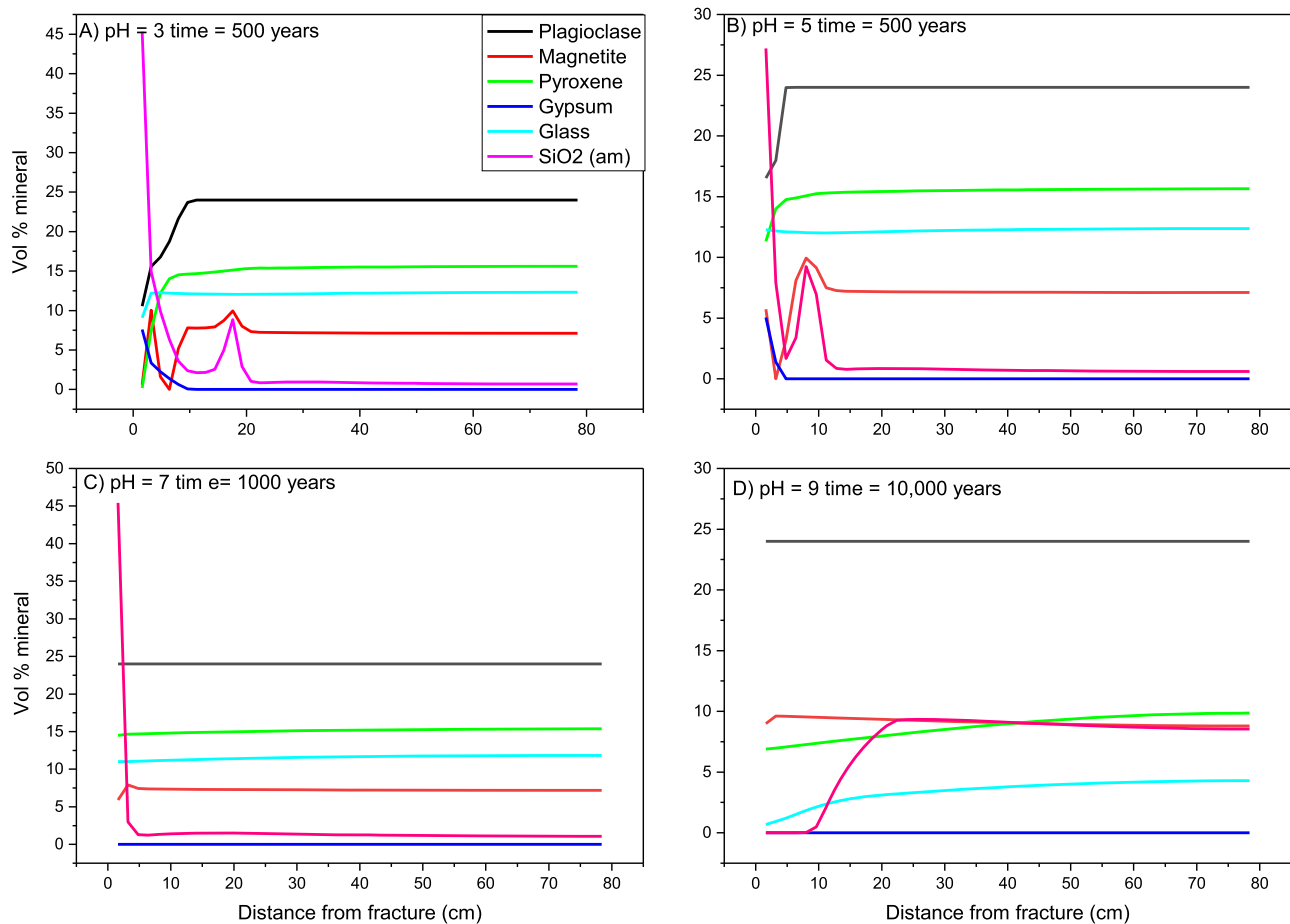 A) pH = 3 time = 500 years
Plagioclase
Magnetite
Pyroxene
Gypsum
Glass
SiO2 (am)
45
40
35
30
25
20
15
10
5
0
Vol % mineral
0 20 40 60 80
B) pH = 5 time = 500 years
30
25
20
15
10
5
0
0 10 20 30 40 50 60 70 80
C) pH = 7 tim e= 1000 years
50
45
40
35
30
25
20
15
10
5
0
Vol % mineral
0 10 20 30 40 50 60 70 80
Distance from fracture (cm)
D) pH = 9 time = 10,000 years
30
25
20
15
10
5
0
0 10 20 30 40 50 60 70 80
Distance from fracture (cm)